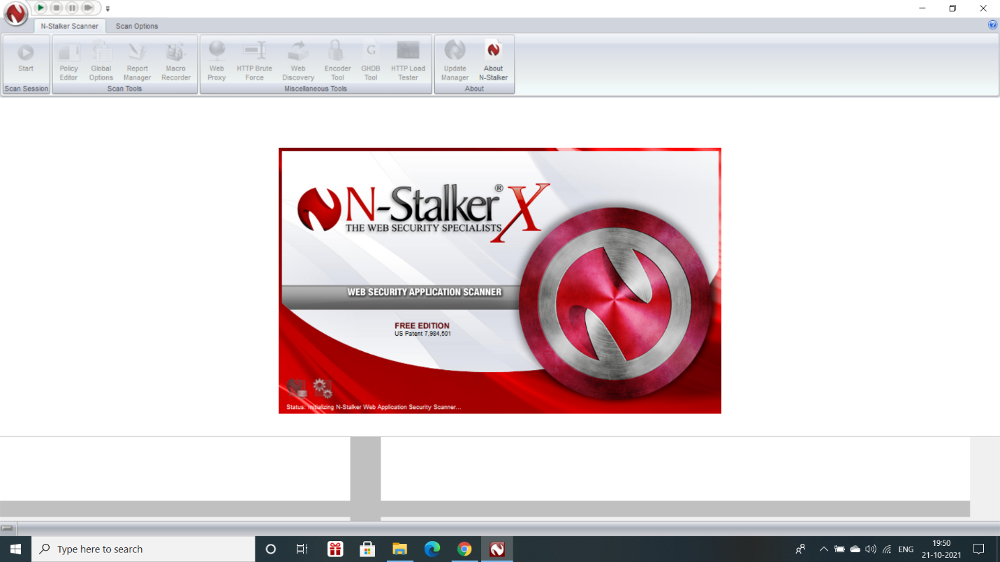 N-Stalker Scanner
Scan Options
Start
Policy Editor
Global Options
Report Manager
Macro Recorder
Web Proxy
HTTP Brute Force
Web Discovery
Encoder Tool
G
GHDB Tool
HTTP Load Tester
Update Manager
About N-Stalker
Scan Session
Scan Tools
Miscellaneous Tools
About
N-Stalker® X
THE WEB SECURITY SPECIALISTS
WEB SECURITY APPLICATION SCANNER
FREE EDITION
US Patent 7,984,501
Status: Initializing N-Stalker Web Application Security Scanner...
Type here to search
ENG
19:50
21-10-2021